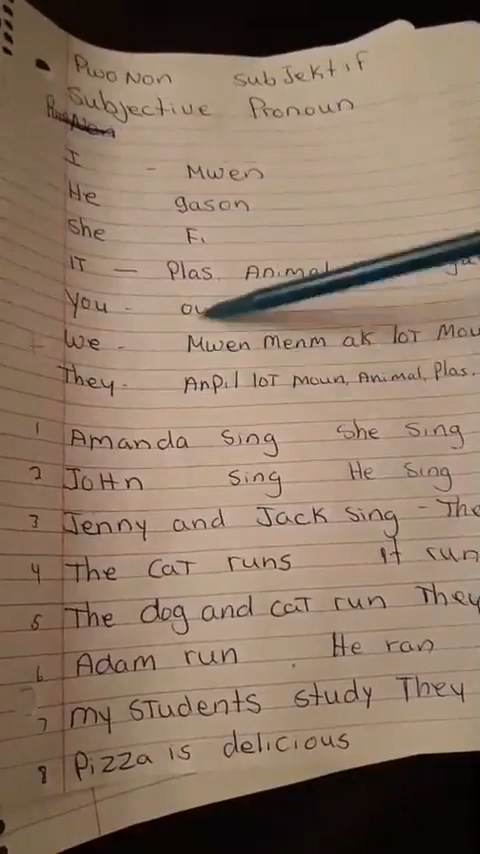 Pwo Non subjektif
Subjective Pronoun
I - Mwen
He gason
She Fi
IT - Plas. Animal
You - ou
We - Mwen menm ak loT Mou
They - Anpil loT moun, Animal, Plas.
1 Amanda sing She sing
2 JoHn sing He sing
3 Jenny and Jack sing - The
4 The caT runs it run
5 The dog and caT run They
6 Adam run He ran
7 my sTudents study They
8 Pizza is delicious